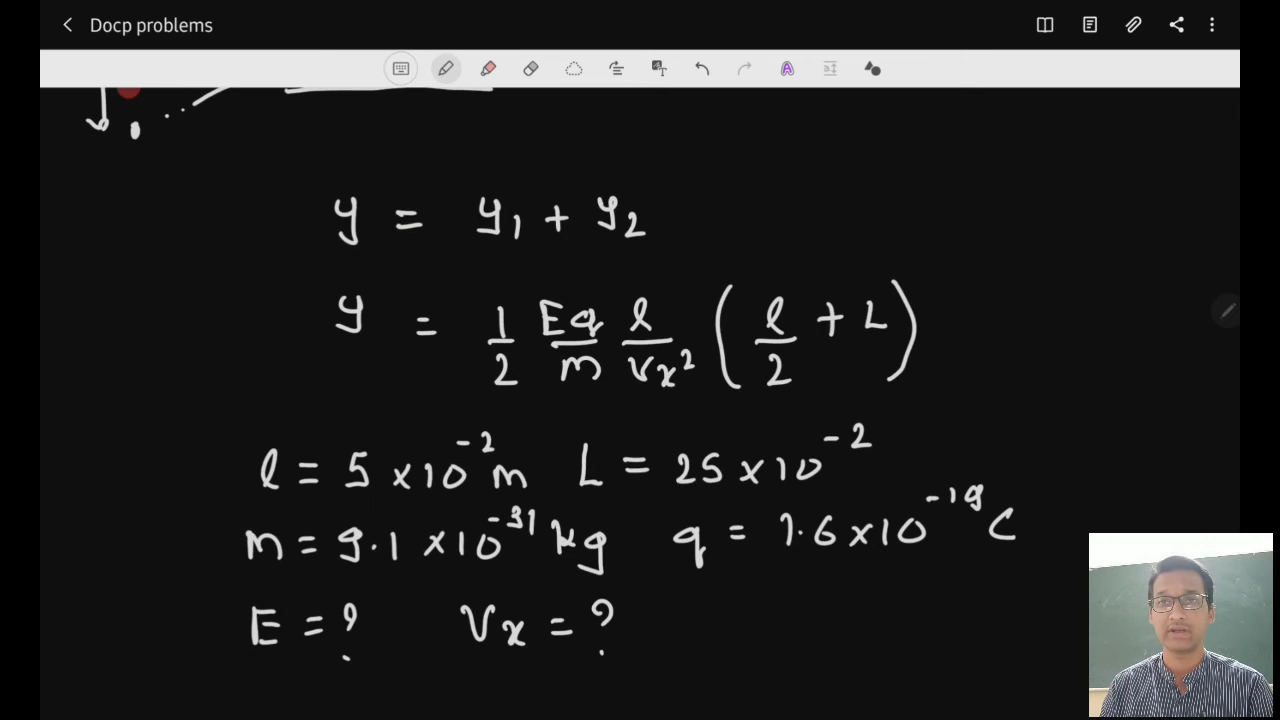 Docp problems
y = y₁ + y₂
y = 1/2 Eq/m l/Vx² (l/2 + L)
l = 5 ×10⁻² m L = 25 ×10⁻²
m = 9.1 ×10⁻³¹ kg q = 1.6 ×10⁻¹⁹ C
E = ? Vx = ?